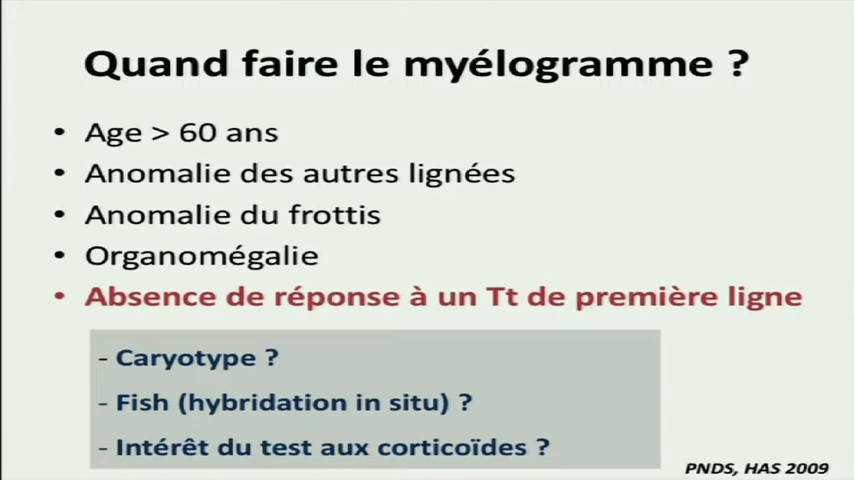 Quand faire le myélogramme ?
• Age > 60 ans
• Anomalie des autres lignées
• Anomalie du frottis
• Organomégalie
• Absence de réponse à un Tt de première ligne
- Caryotype ?
- Fish (hybridation in situ) ?
- Intérêt du test aux corticoïdes ?
PNDS, HAS 2009